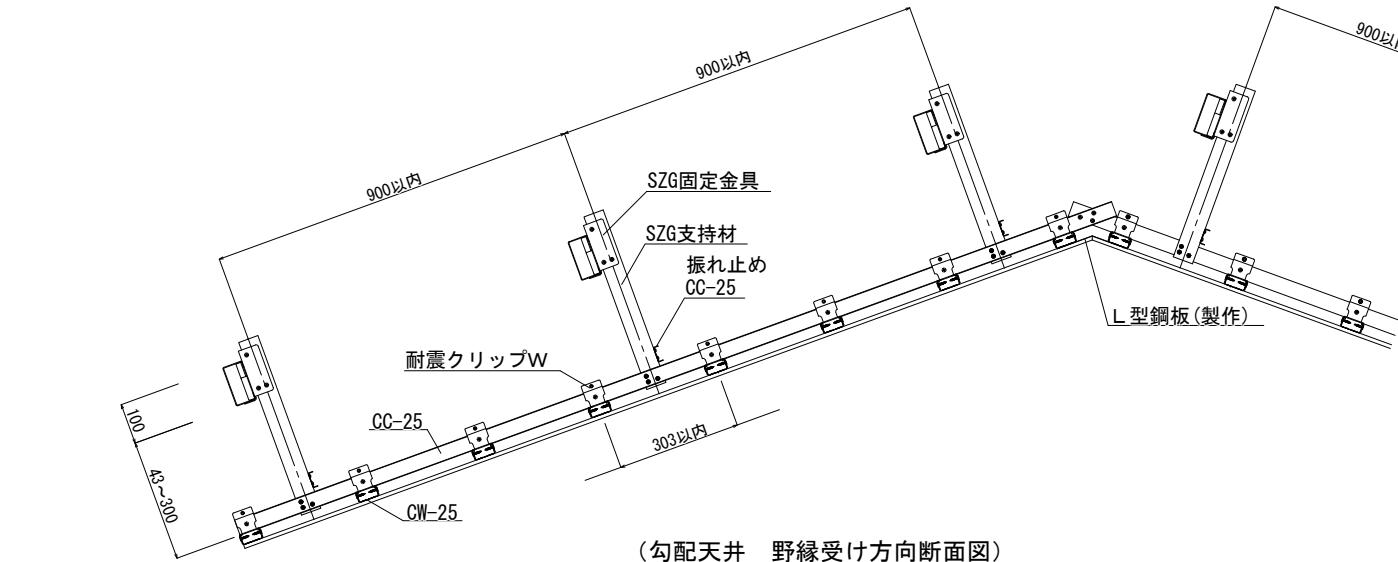 900以内
900以内
900以内
SZG固定金具
SZG支持材
振れ止め
CC-25
L型鋼板(製作)
耐震クリップW
303以内
CC-25
100
43～300
CW-25
(勾配天井　野縁受け方向断面図)